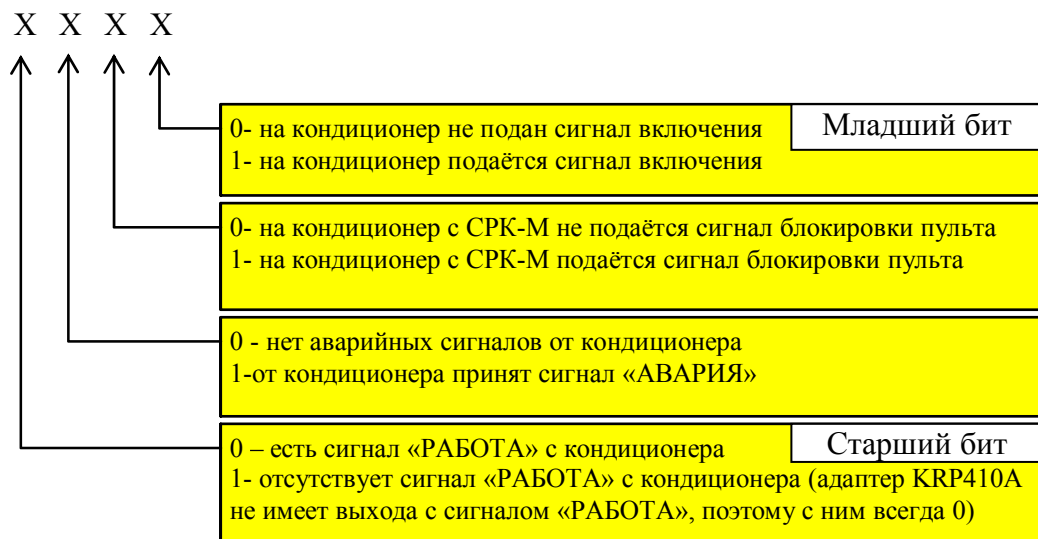 X X X X
0- на кондиционер не подан сигнал включения
Младший бит
1- на кондиционер подаётся сигнал включения
0- на кондиционер с СРК-М не подаётся сигнал блокировки пульта
1- на кондиционер с СРК-М подаётся сигнал блокировки пульта
0 - нет аварийных сигналов от кондиционера
1-от кондиционера принят сигнал «АВАРИЯ»
0 – есть сигнал «РАБОТА» с кондиционера
Старший бит
1- отсутствует сигнал «РАБОТА» с кондиционера (адаптер KRP410A
не имеет выхода с сигналом «РАБОТА», поэтому с ним всегда 0)